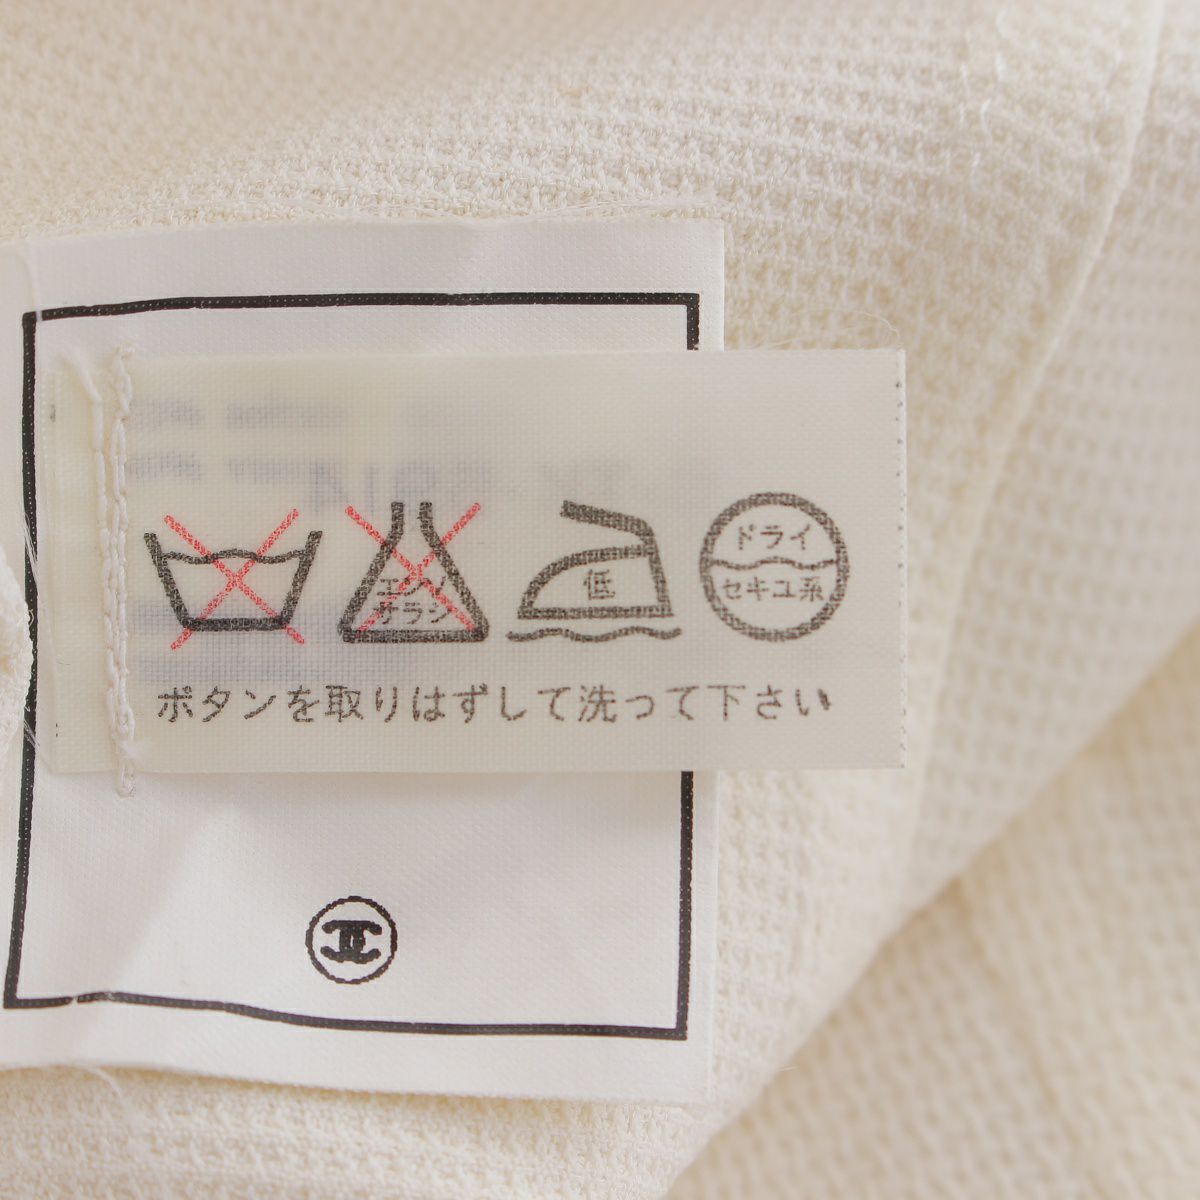 エンソ
サラシ
低
ドライ
セキユ系
ボタンを取りはずして洗って下さい